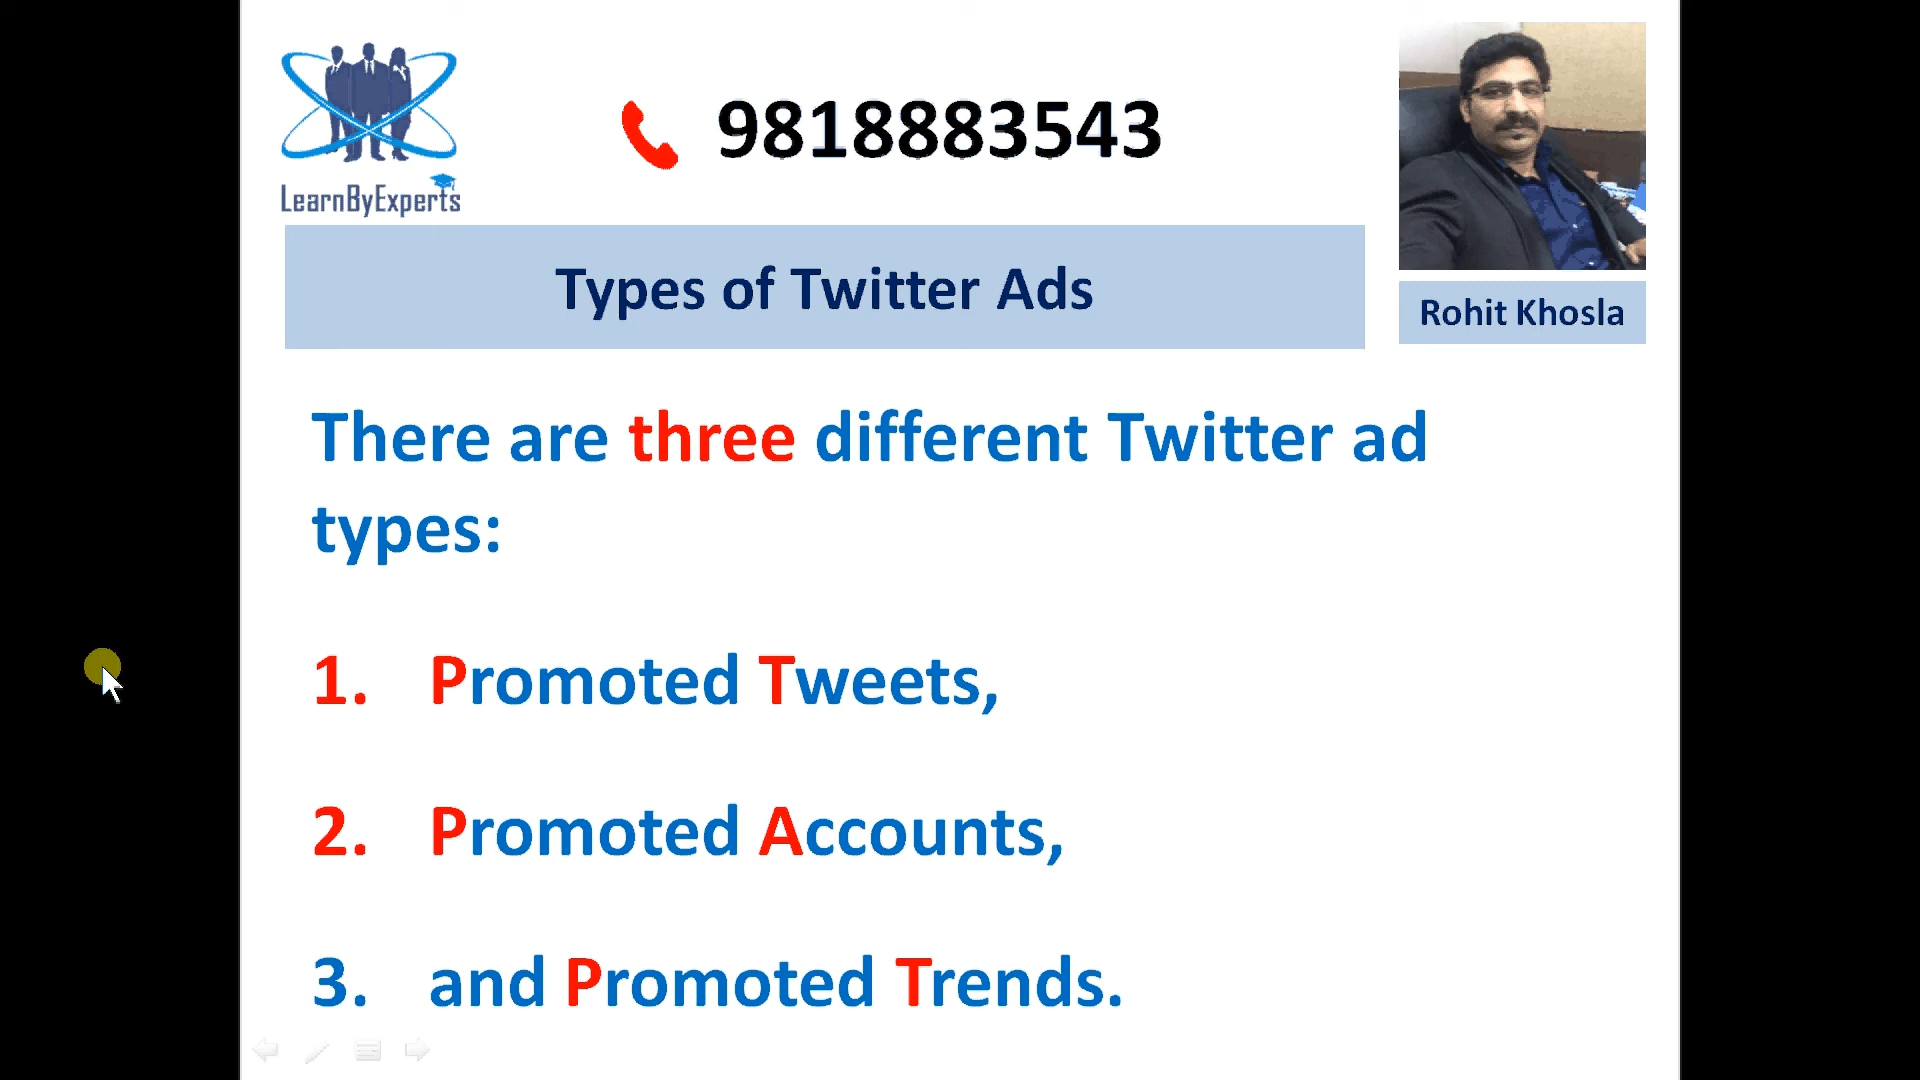 9818883543
LearnByExperts
Types of Twitter Ads
Rohit Khosla
There are three different Twitter ad
types:
1. Promoted Tweets,
2. Promoted Accounts,
3. and Promoted Trends.